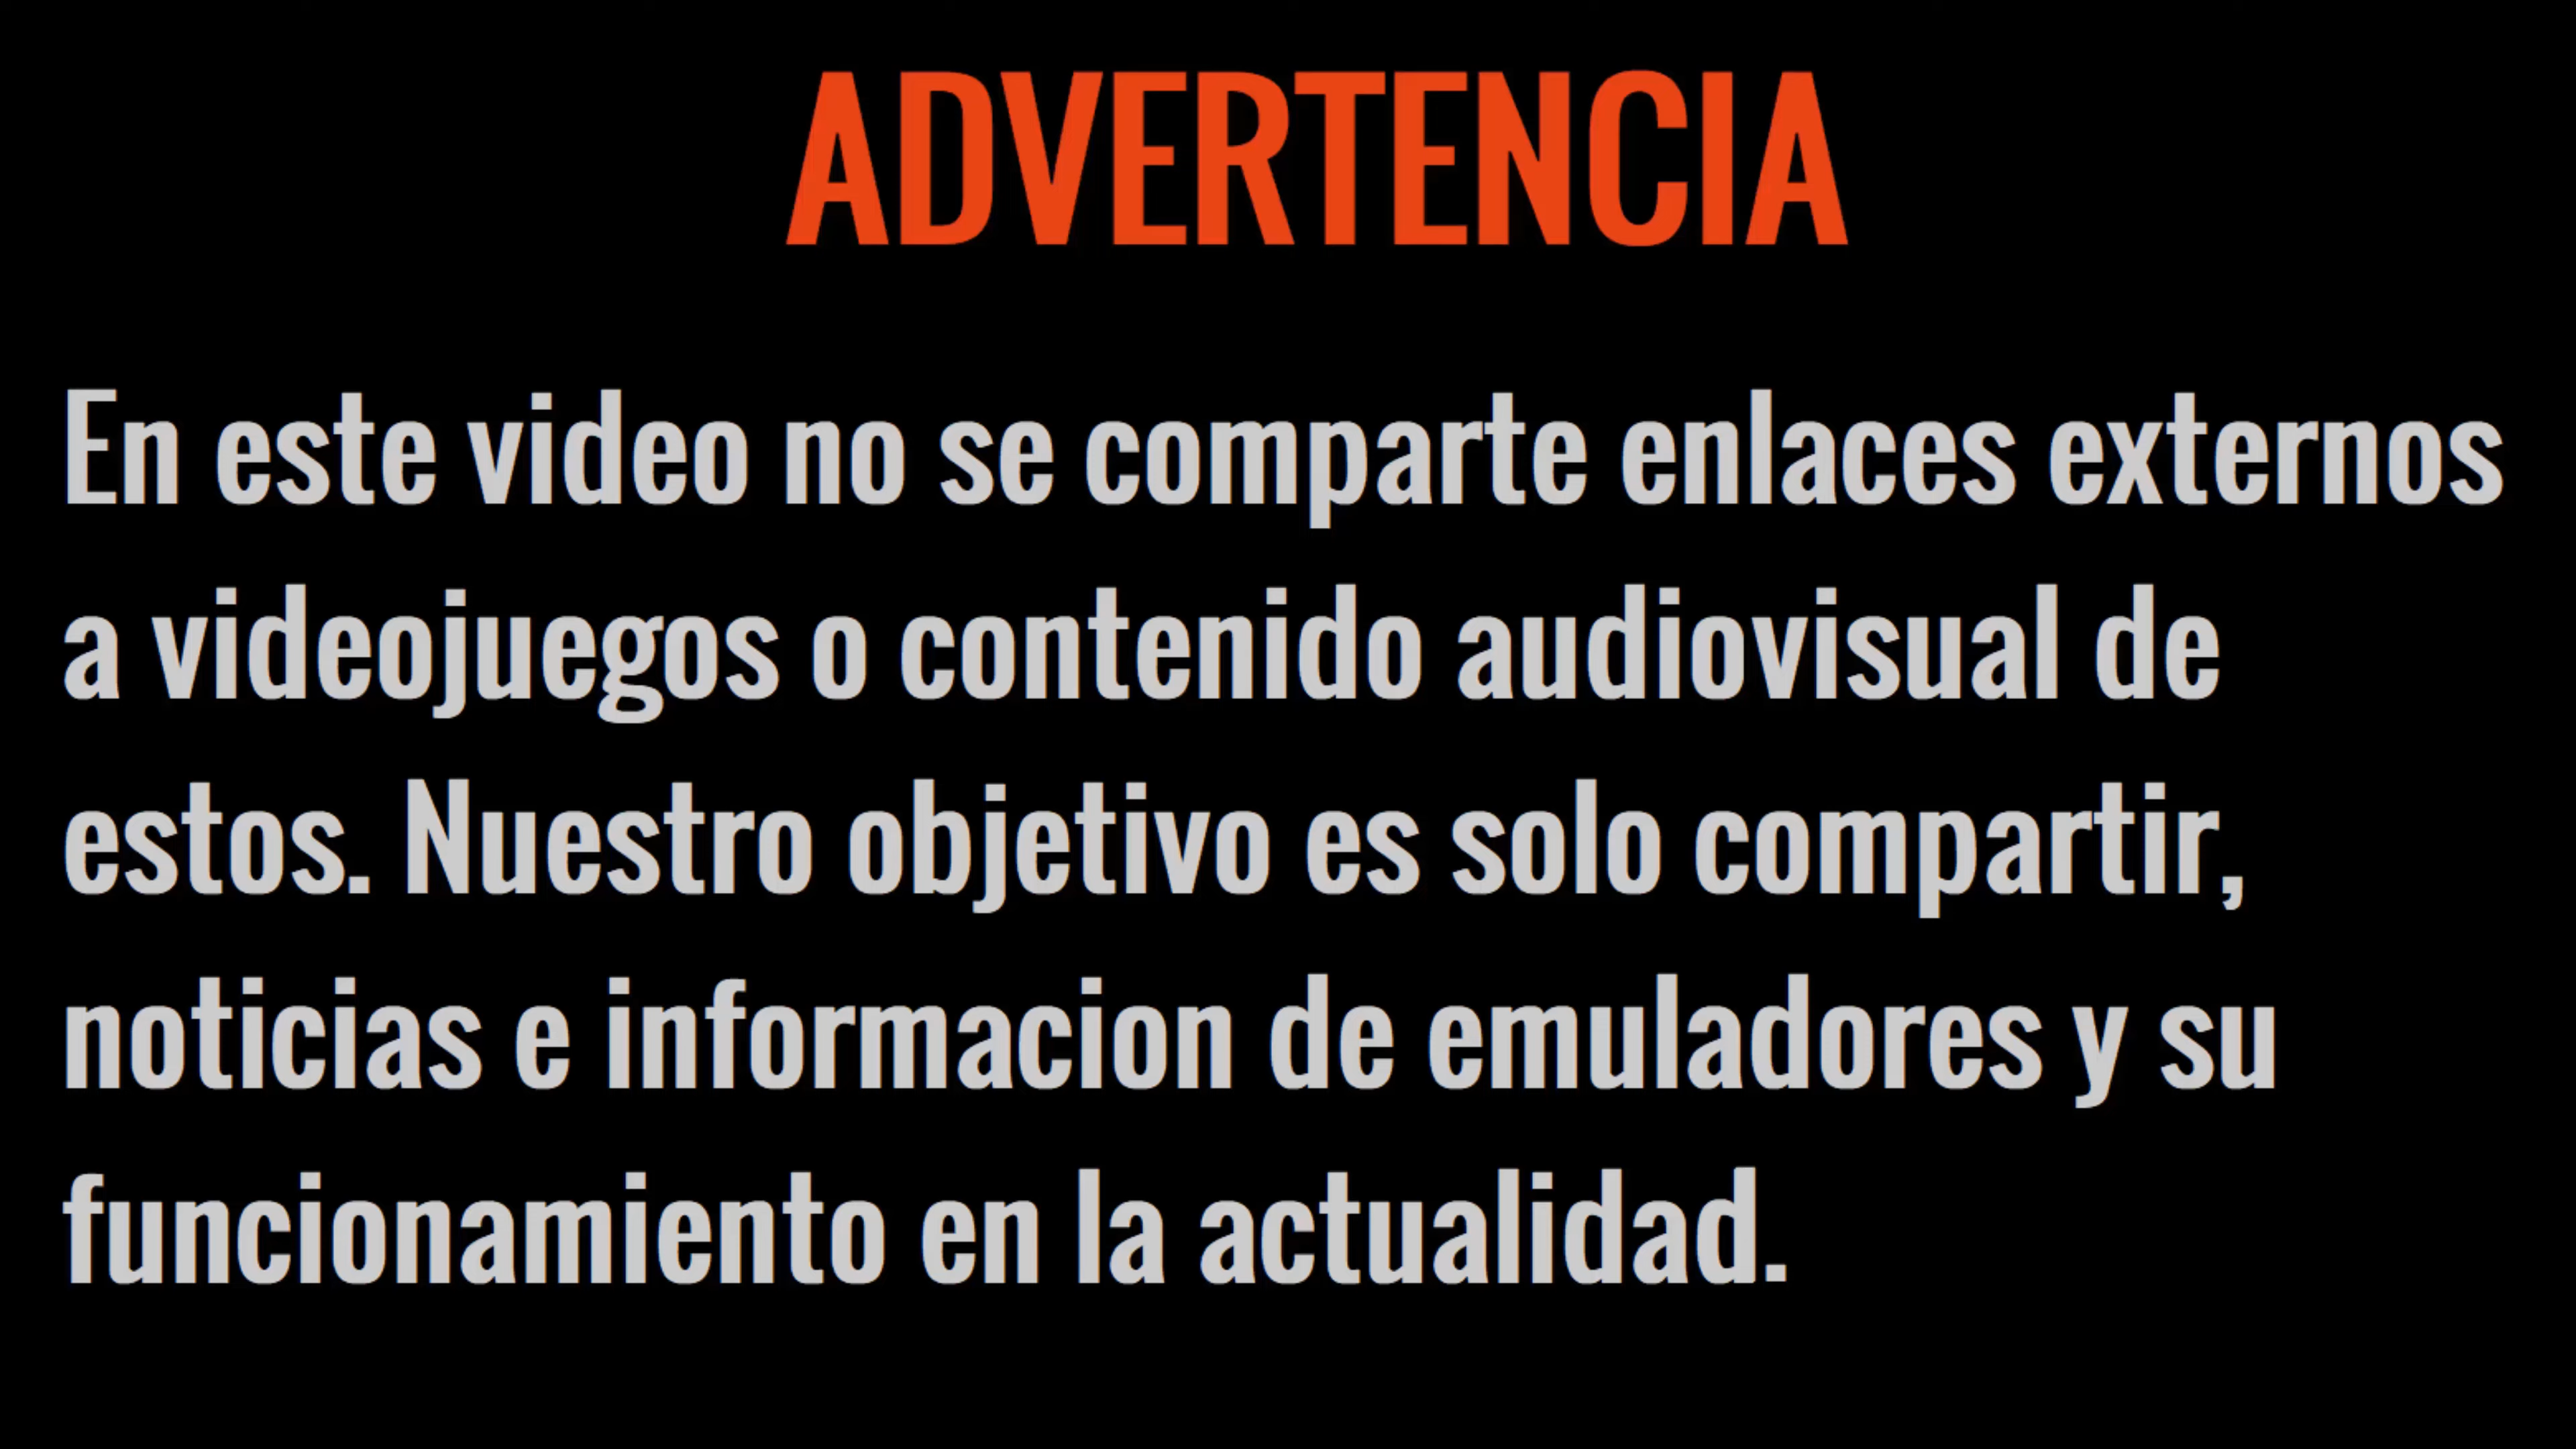 ADVERTENCIA
En este video no se comparte enlaces externos
a videojuegos o contenido audiovisual de
estos. Nuestro objetivo es solo compartir,
noticias e informacion de emuladores y su
funcionamiento en la actualidad.